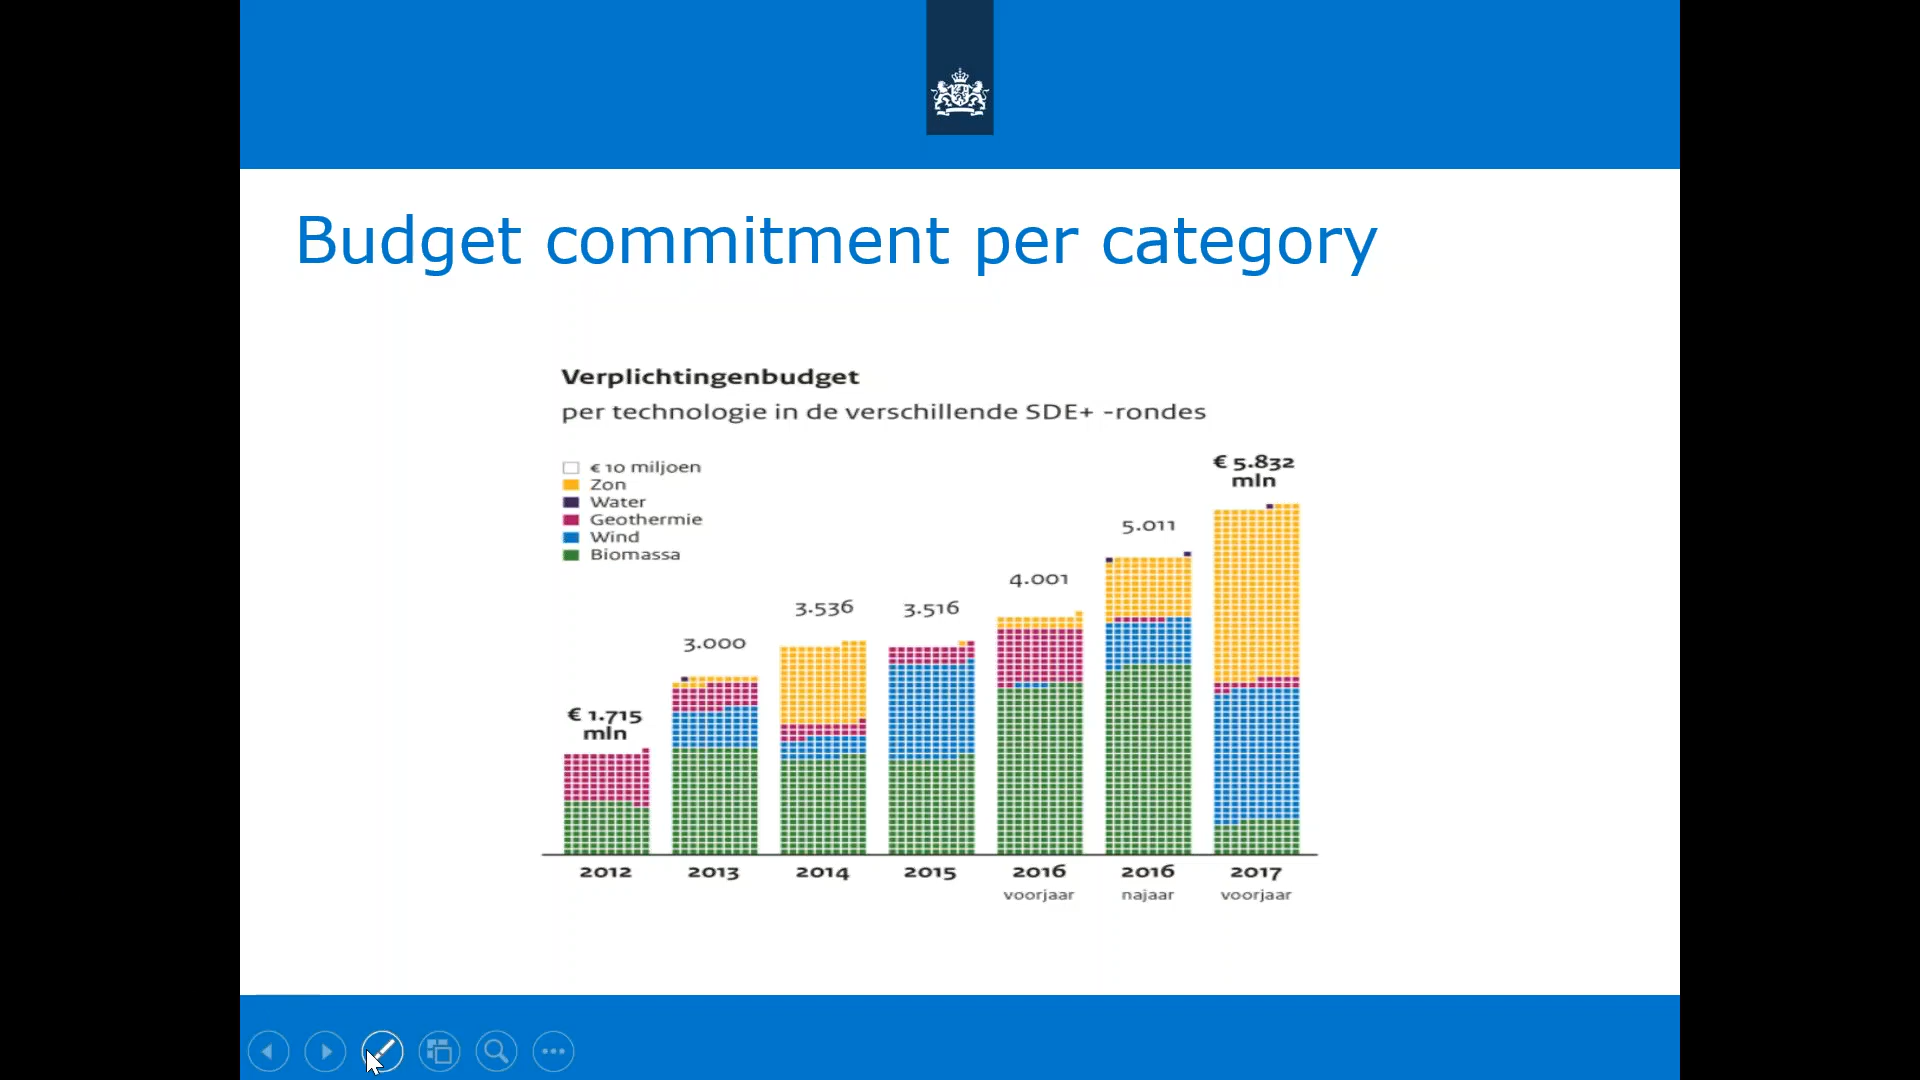 Budget commitment per category
Verplichtingenbudget
per technologie in de verschillende SDE+ -rondes
€ 10 miljoen
Zon
Water
Geothermie
Wind
Biomassa
€ 1.715
mln
3.000
3.536
3.516
4.001
5.011
€ 5.832
mln
2012
2013
2014
2015
2016
voorjaar
2016
najaar
2017
voorjaar